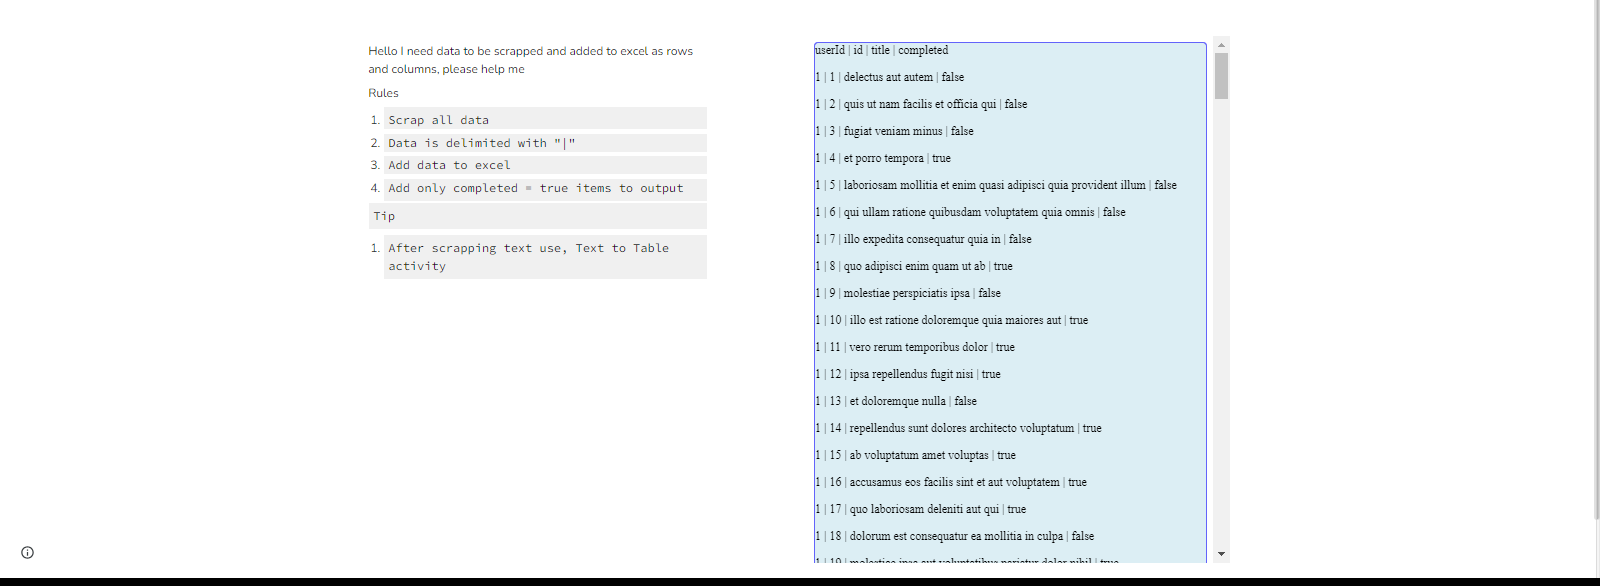 Hello I need data to be scrapped and added to excel as rows
and columns, please help me
Rules
1. Scrap all data
2. Data is delimited with "|"
3. Add data to excel
4. Add only completed = true items to output
Tip
1. After scrapping text use, Text to Table
activity
userId | id | title | completed
1 | 1 | delectus aut autem | false
1 | 2 | quis ut nam facilis et officia qui | false
1 | 3 | fugiat veniam minus | false
1 | 4 | et porro tempora | true
1 | 5 | laboriosam mollitia et enim quasi adipisci quia provident illum | false
1 | 6 | qui ullam ratione quibusdam voluptatem quia omnis | false
1 | 7 | illo expedita consequatur quia in | false
1 | 8 | quo adipisci enim quam ut ab | true
1 | 9 | molestiae perspiciatis ipsa | false
1 | 10 | illo est ratione doloremque quia maiores aut | true
1 | 11 | vero rerum temporibus dolor | true
1 | 12 | ipsa repellendus fugit nisi | true
1 | 13 | et doloremque nulla | false
1 | 14 | repellendus sunt dolores architecto voluptatum | true
1 | 15 | ab voluptatum amet voluptas | true
1 | 16 | accusamus eos facilis sint et aut voluptatem | true
1 | 17 | quo laboriosam deleniti aut qui | true
1 | 18 | dolorum est consequatur ea mollitia in culpa | false
1 | 19 | molestiae ipsa aut voluptatibus pariatur dolor nihil | true